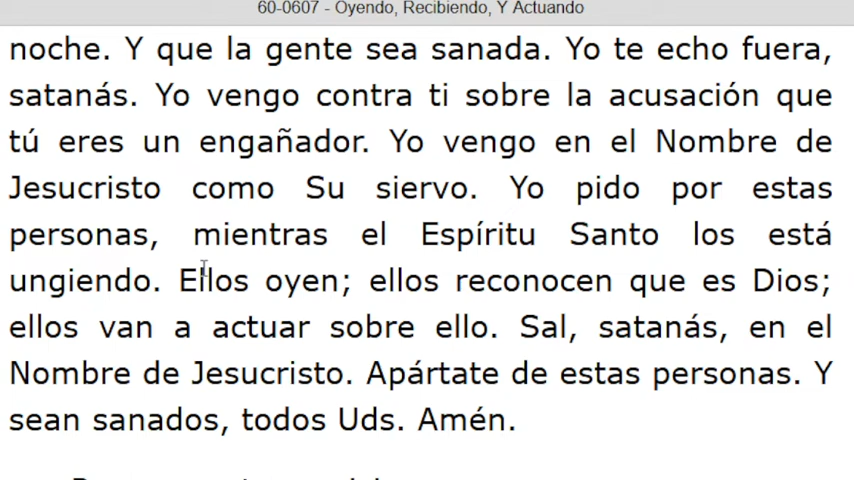 60-0607 - Oyendo, Recibiendo, Y Actuando
noche. Y que la gente sea sanada. Yo te echo fuera,
satanás. Yo vengo contra ti sobre la acusación que
tú eres un engañador. Yo vengo en el Nombre de
Jesucristo como Su siervo. Yo pido por estas
personas, mientras el Espíritu Santo los está
ungiendo. Ellos oyen; ellos reconocen que es Dios;
ellos van a actuar sobre ello. Sal, satanás, en el
Nombre de Jesucristo. Apártate de estas personas. Y
sean sanados, todos Uds. Amén.